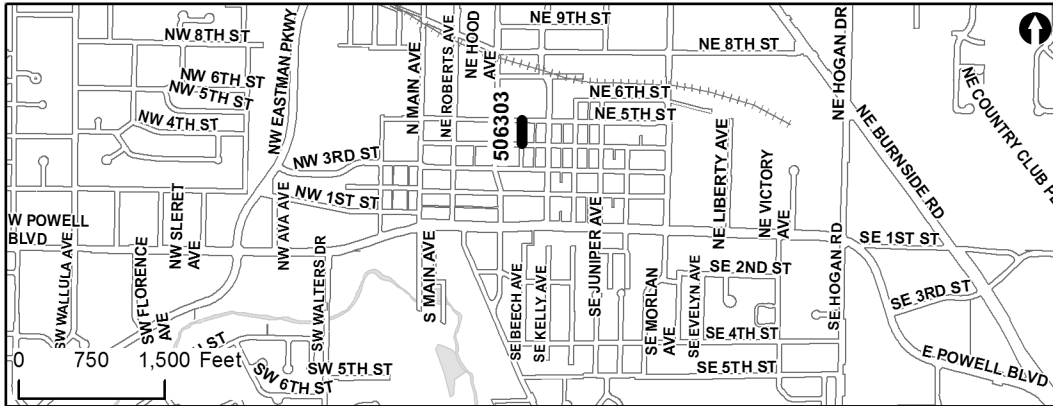 NE 9TH ST
NW 8TH ST
NE 8TH ST
NW EASTMAN PKWY
N MAIN AVE
NE ROBERTS AVE
NE HOOD
AVE
NE HOGAN DR
NE COUNTRY CLUB
NW 6TH ST
NW 5TH ST
NW 4TH ST
NE 6TH ST
NE 5TH ST
506303
NE BURNSIDE RD
NW 3RD ST
NW 1ST ST
NE LIBERTY AVE
NE VICTORY
AVE
W POWELL
BLVD
SW WALLULA AVE
NW SLERET
AVE
NW AVA AVE
SW FLORENCE
AVE
SW WALTERS DR
S MAIN AVE
SE BEECH AVE
SE KELLY AVE
SE JUNIPER AVE
SE MORLAN
AVE
SE EVELYN AVE
SE 1ST ST
SE 2ND ST
SE HOGAN RD
SE 3RD ST
SE 4TH ST
SE 5TH ST
E POWELL BLVD
SW 5TH ST
SW 6TH ST
0 750 1,500 Feet